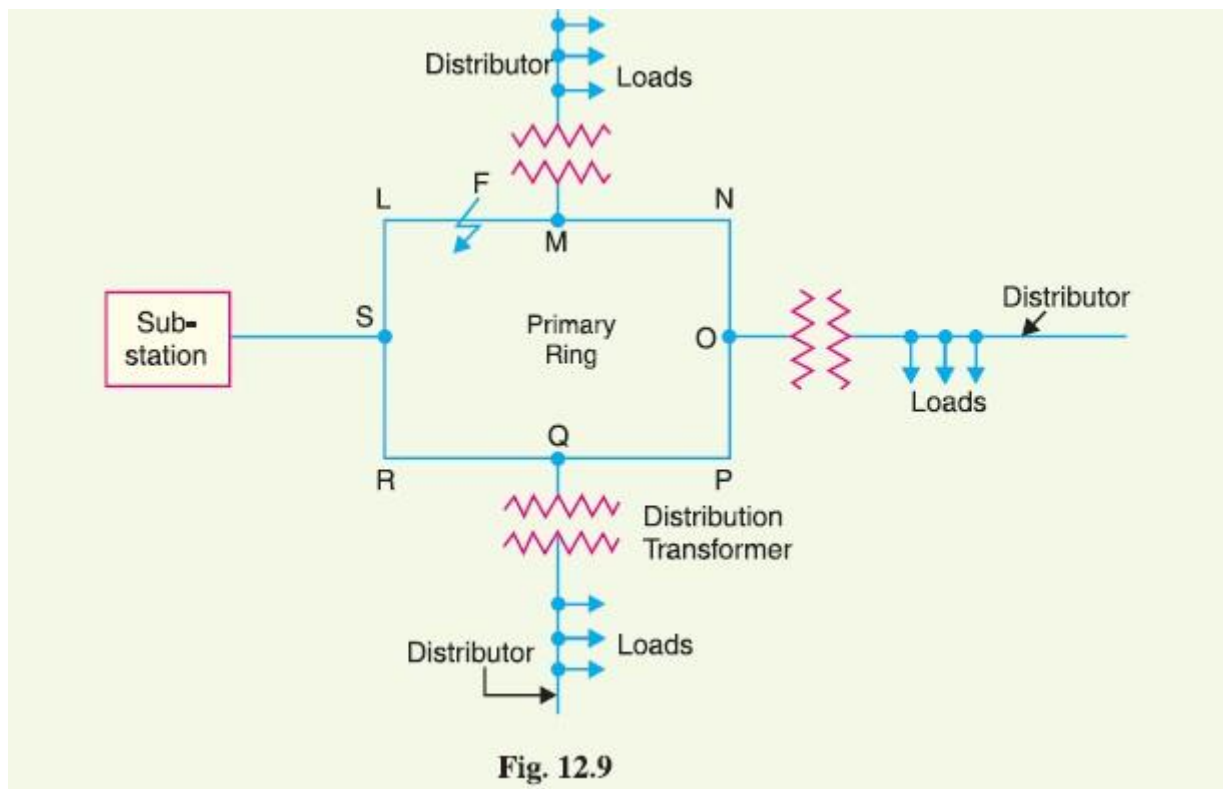 Distributor
Loads
F
L
N
M
Sub-
station
S
Primary
Ring
O
Distributor
Loads
Q
R
P
Distribution
Transformer
Distributor
Loads
Fig. 12.9